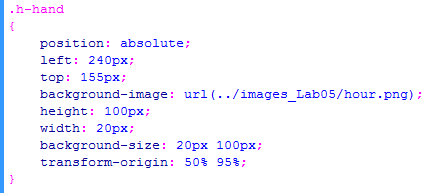 .h-hand
{
    position: absolute;
    left: 240px;
    top: 155px;
    background-image: url(../images_Lab05/hour.png);
    height: 100px;
    width: 20px;
    background-size: 20px 100px;
    transform-origin: 50% 95%;
}